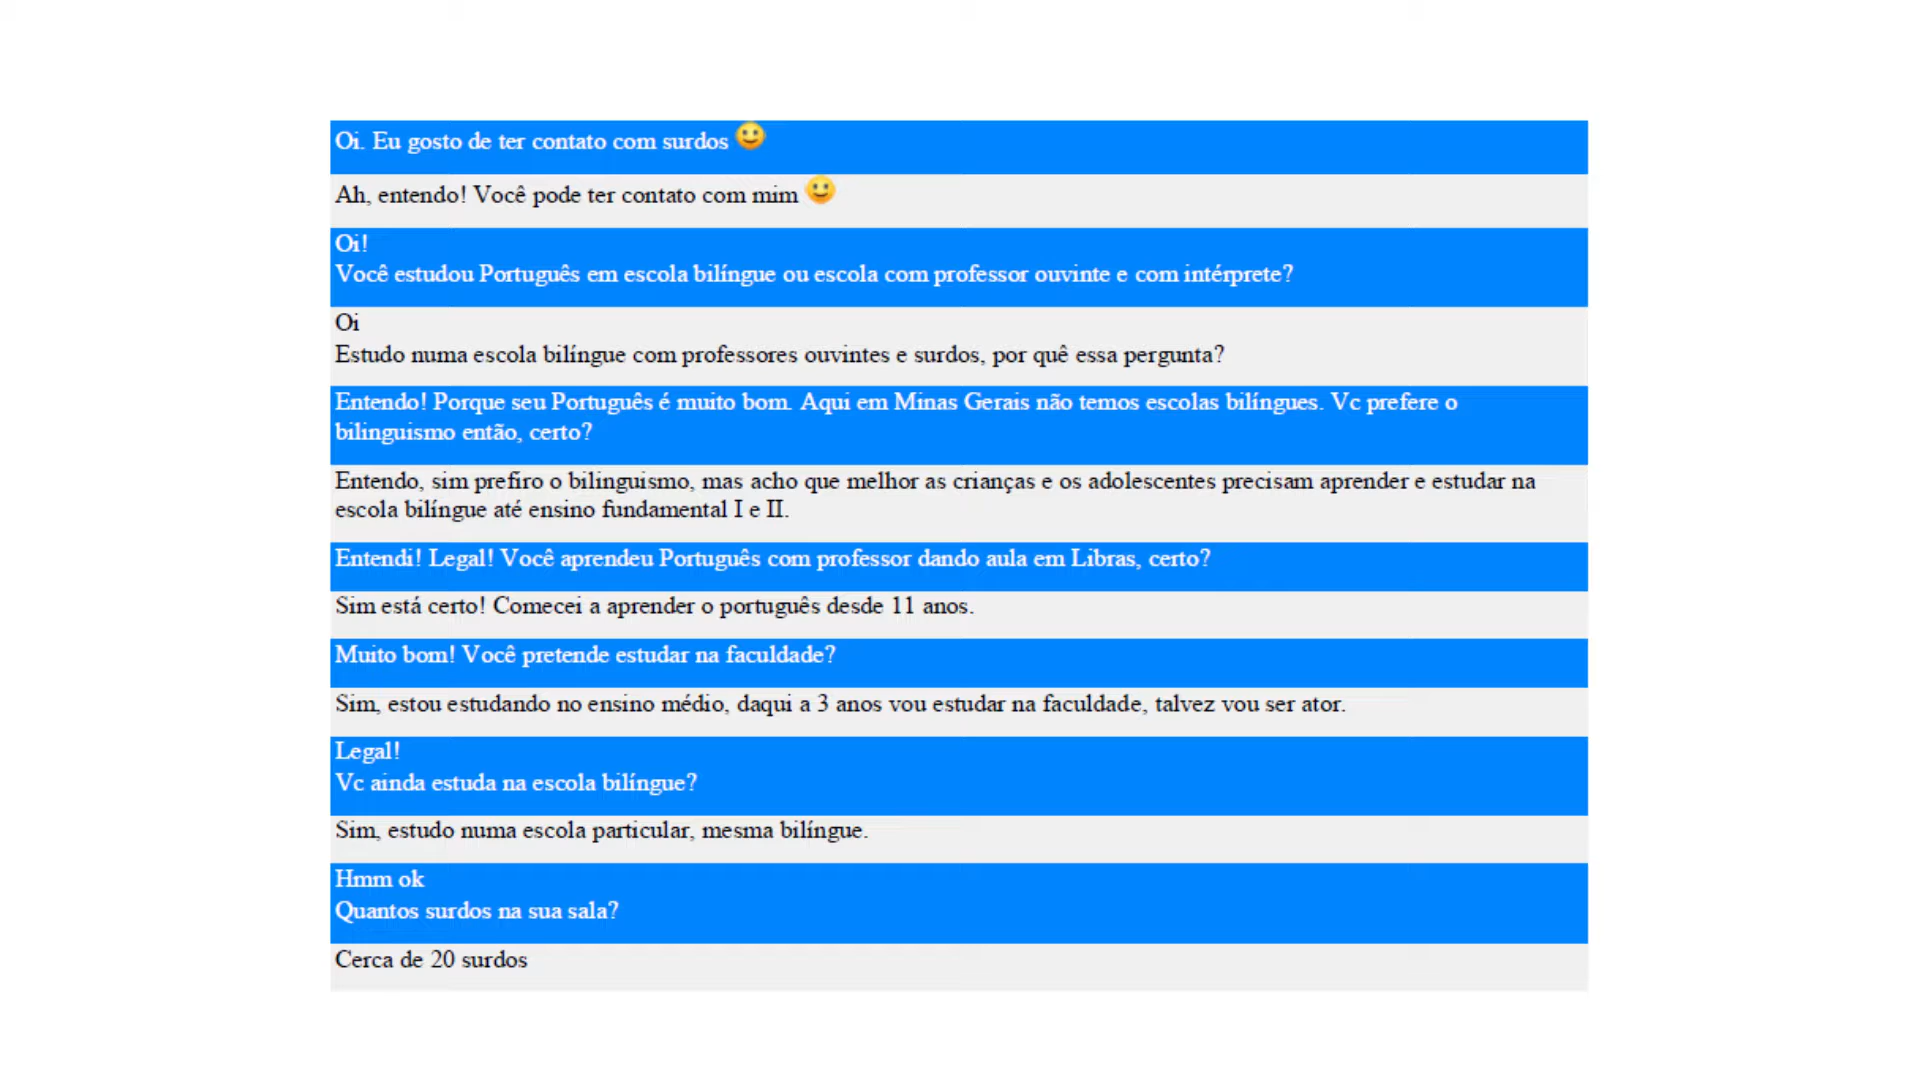 Oi. Eu gosto de ter contato com surdos 🙂
Ah, entendo! Você pode ter contato com mim 🙂
Oi!
Você estudou Português em escola bilíngue ou escola com professor ouvinte e com intérprete?
Oi
Estudo numa escola bilíngue com professores ouvintes e surdos, por quê essa pergunta?
Entendo! Porque seu Português é muito bom. Aqui em Minas Gerais não temos escolas bilíngues. Vc prefere o
bilinguismo então, certo?
Entendo, sim prefiro o bilinguismo, mas acho que melhor as crianças e os adolescentes precisam aprender e estudar na
escola bilíngue até ensino fundamental I e II.
Entendi! Legal! Você aprendeu Português com professor dando aula em Libras, certo?
Sim está certo! Comecei a aprender o português desde 11 anos.
Muito bom! Você pretende estudar na faculdade?
Sim, estou estudando no ensino médio, daqui a 3 anos vou estudar na faculdade, talvez vou ser ator.
Legal!
Vc ainda estuda na escola bilíngue?
Sim, estudo numa escola particular, mesma bilíngue.
Hmm ok
Quantos surdos na sua sala?
Cerca de 20 surdos